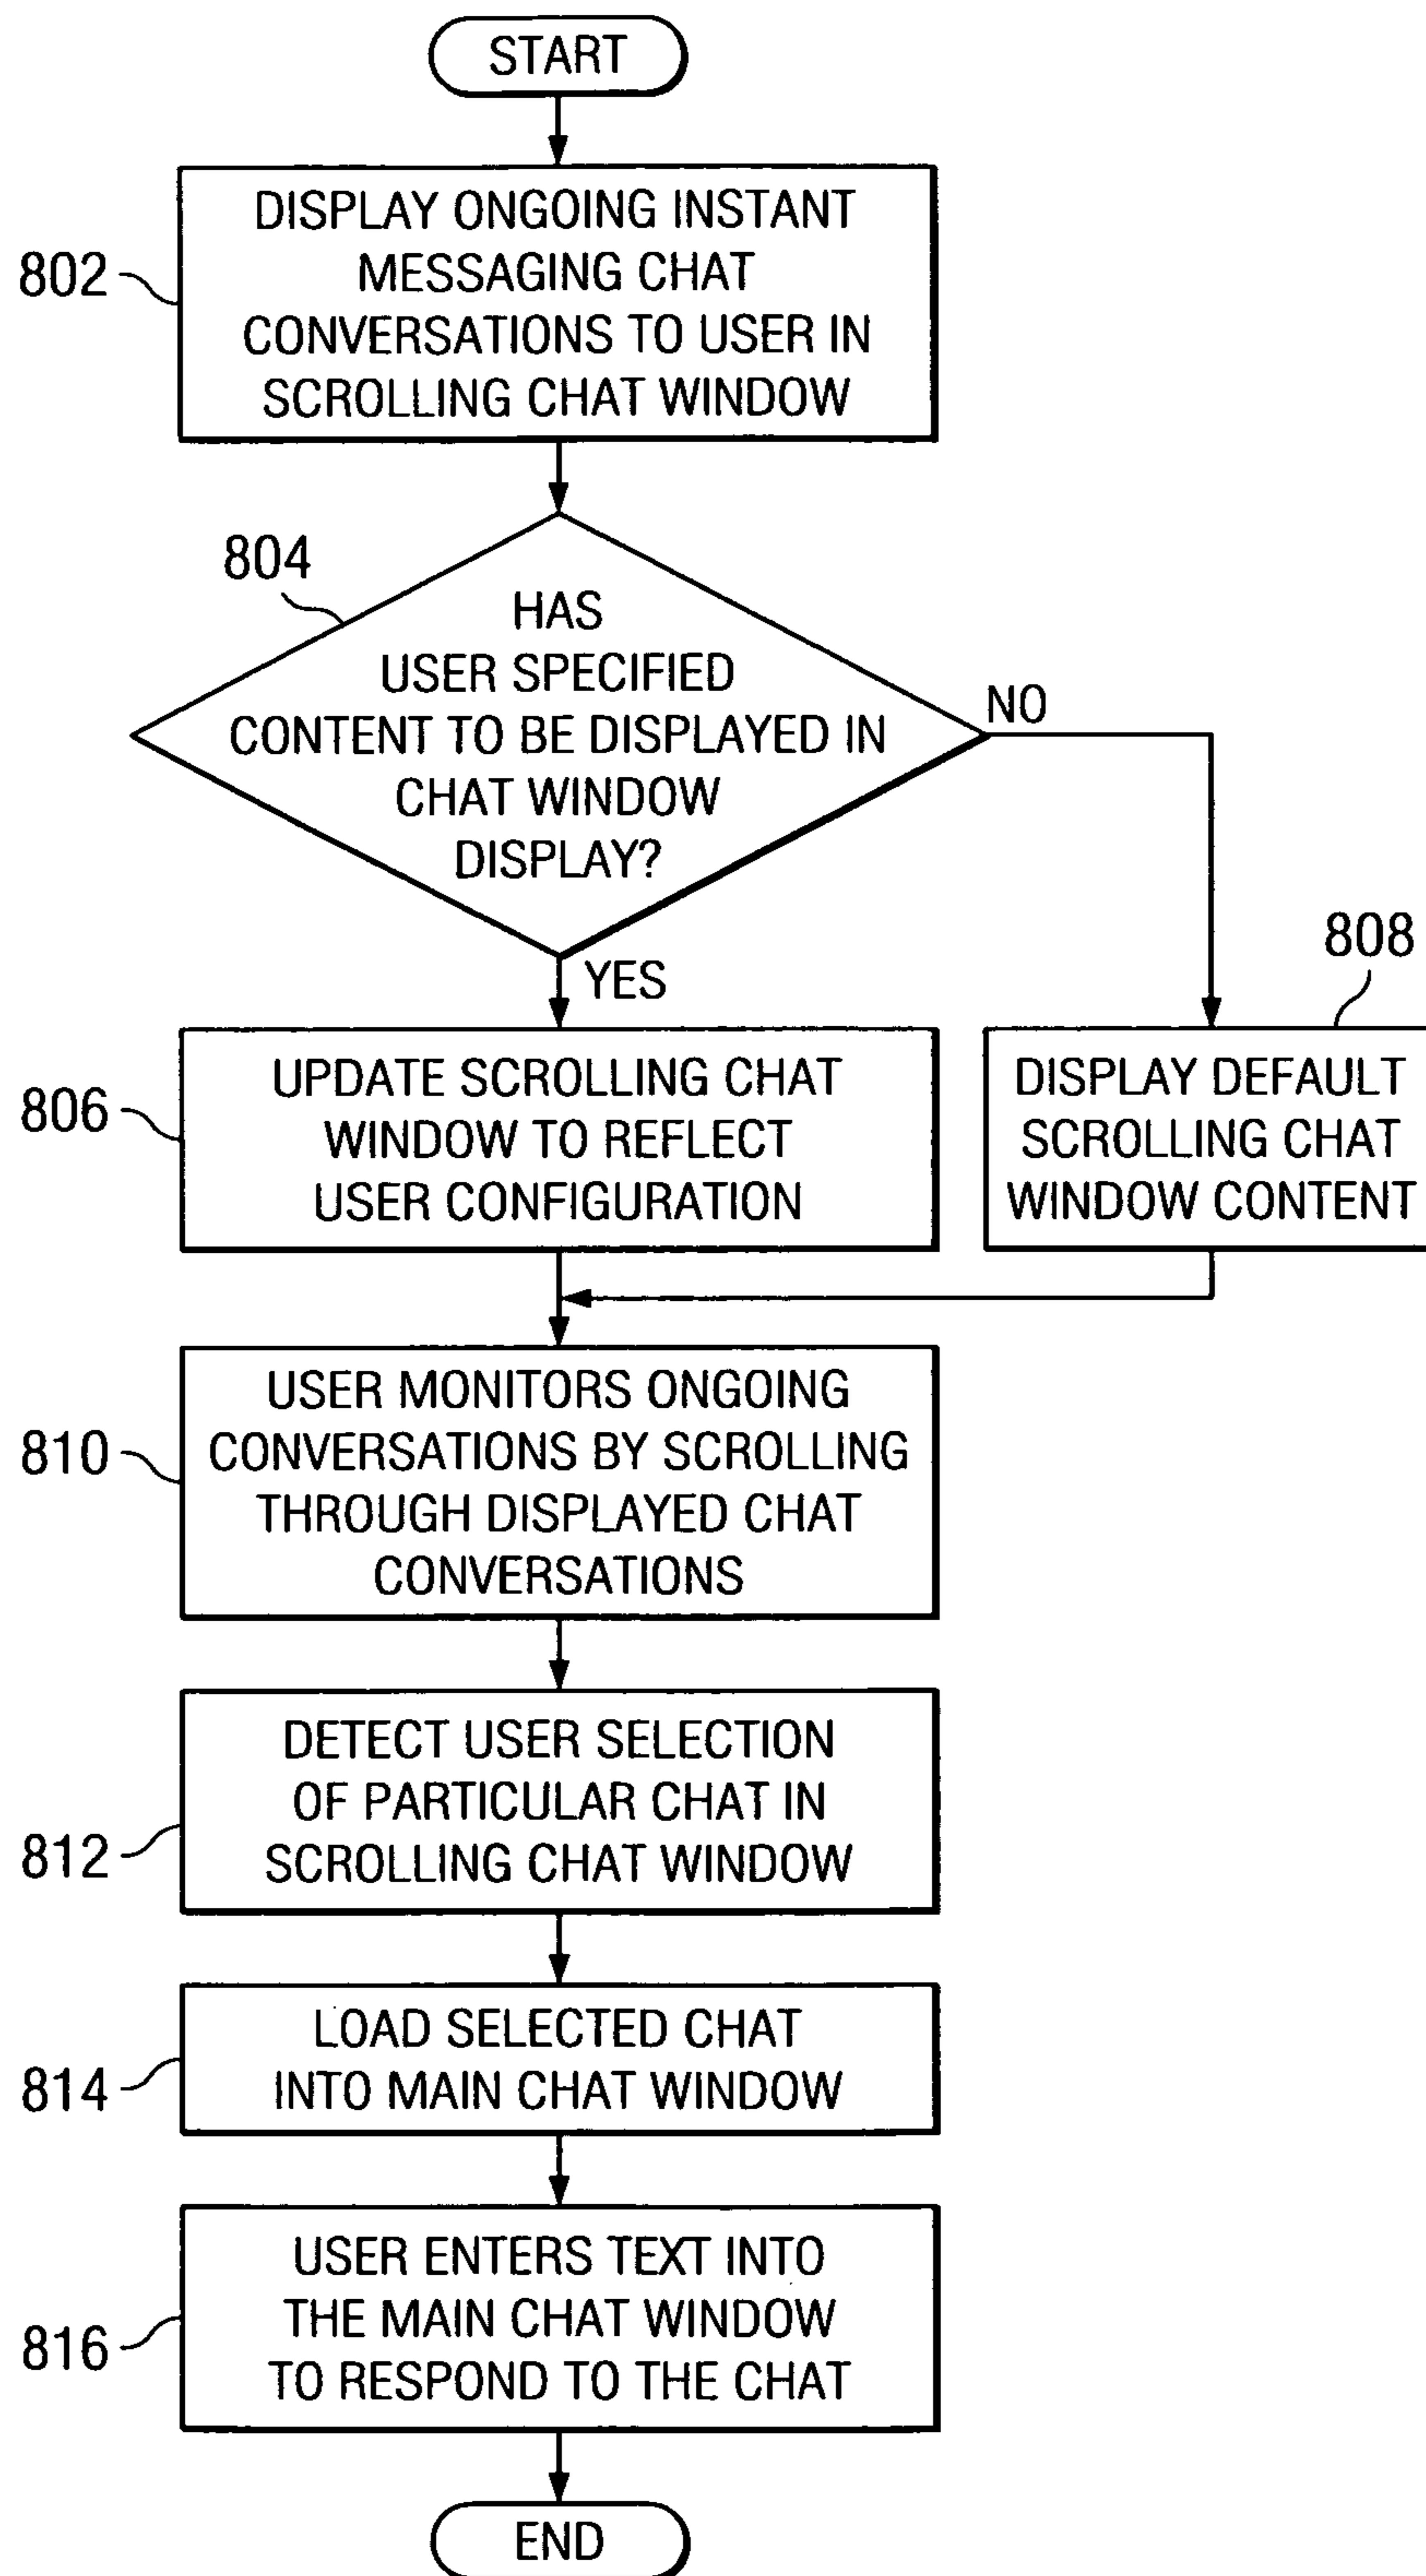 START
802
DISPLAY ONGOING INSTANT
MESSAGING CHAT
CONVERSATIONS TO USER IN
SCROLLING CHAT WINDOW
804
HAS
USER SPECIFIED
CONTENT TO BE DISPLAYED IN
CHAT WINDOW
DISPLAY?
NO
YES
806
UPDATE SCROLLING CHAT
WINDOW TO REFLECT
USER CONFIGURATION
808
DISPLAY DEFAULT
SCROLLING CHAT
WINDOW CONTENT
810
USER MONITORS ONGOING
CONVERSATIONS BY SCROLLING
THROUGH DISPLAYED CHAT
CONVERSATIONS
812
DETECT USER SELECTION
OF PARTICULAR CHAT IN
SCROLLING CHAT WINDOW
814
LOAD SELECTED CHAT
INTO MAIN CHAT WINDOW
816
USER ENTERS TEXT INTO
THE MAIN CHAT WINDOW
TO RESPOND TO THE CHAT
END